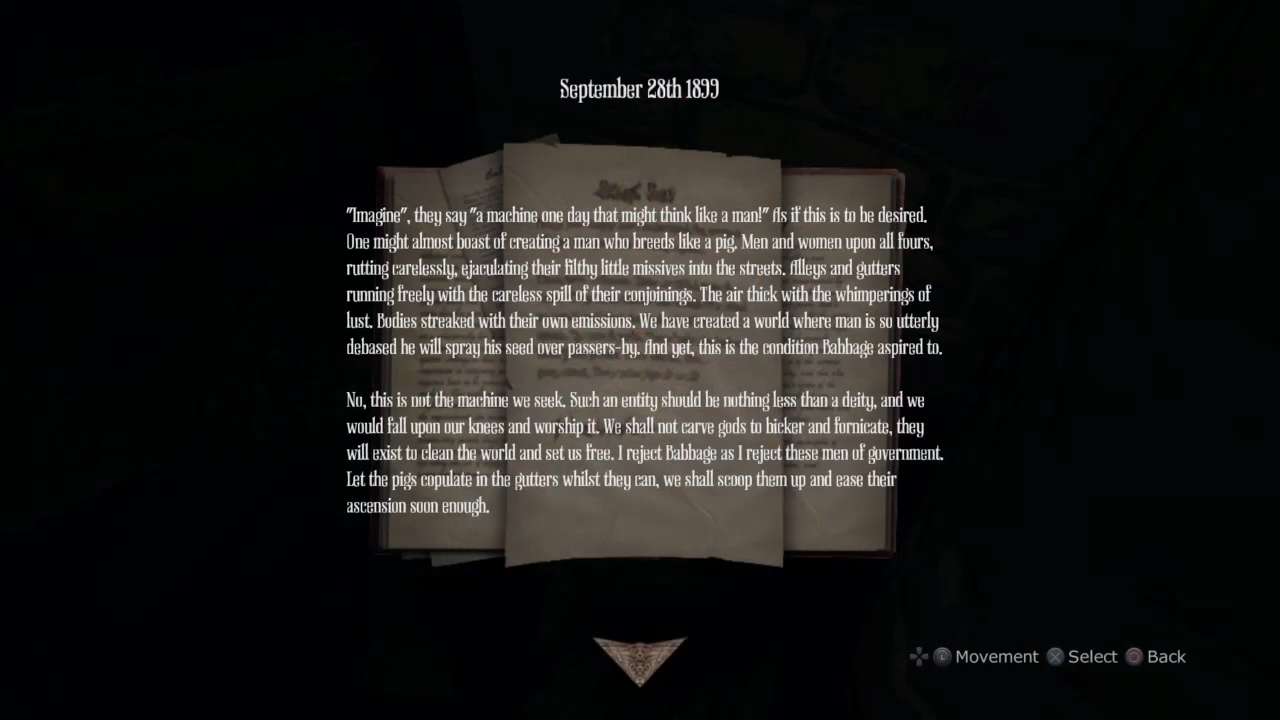 September 28th 1899
"Imagine", they say "a machine one day that might think like a man!" As if this is to be desired.
One might almost boast of creating a man who breeds like a pig. Men and women upon all fours,
rutting carelessly, ejaculating their filthy little missives into the streets. Alleys and gutters
running freely with the careless spill of their conjoinings. The air thick with the whimperings of
lust. Bodies streaked with their own emissions. We have created a world where man is so utterly
debased he will spray his seed over passers-by. And yet, this is the condition Babbage aspired to.
No, this is not the machine we seek. Such an entity should be nothing less than a deity, and we
would fall upon our knees and worship it. We shall not carve gods to bicker and fornicate, they
will exist to clean the world and set us free. I reject Babbage as I reject these men of government.
Let the pigs copulate in the gutters whilst they can, we shall scoop them up and ease their
ascension soon enough.
Movement Select Back